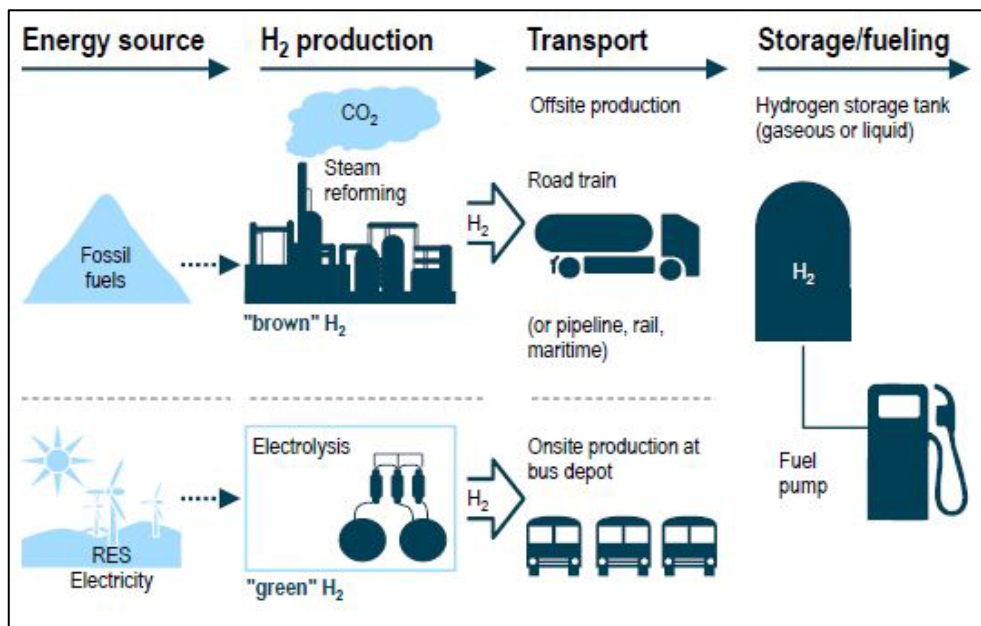 Energy source
H₂ production
Transport
Storage/fueling
CO₂
Steam
reforming
Fossil
fuels
"brown" H₂
H₂
Offsite production
Road train
(or pipeline, rail,
maritime)
Hydrogen storage tank
(gaseous or liquid)
H₂
Fuel
pump
RES
Electricity
Electrolysis
"green" H₂
H₂
Onsite production at
bus depot